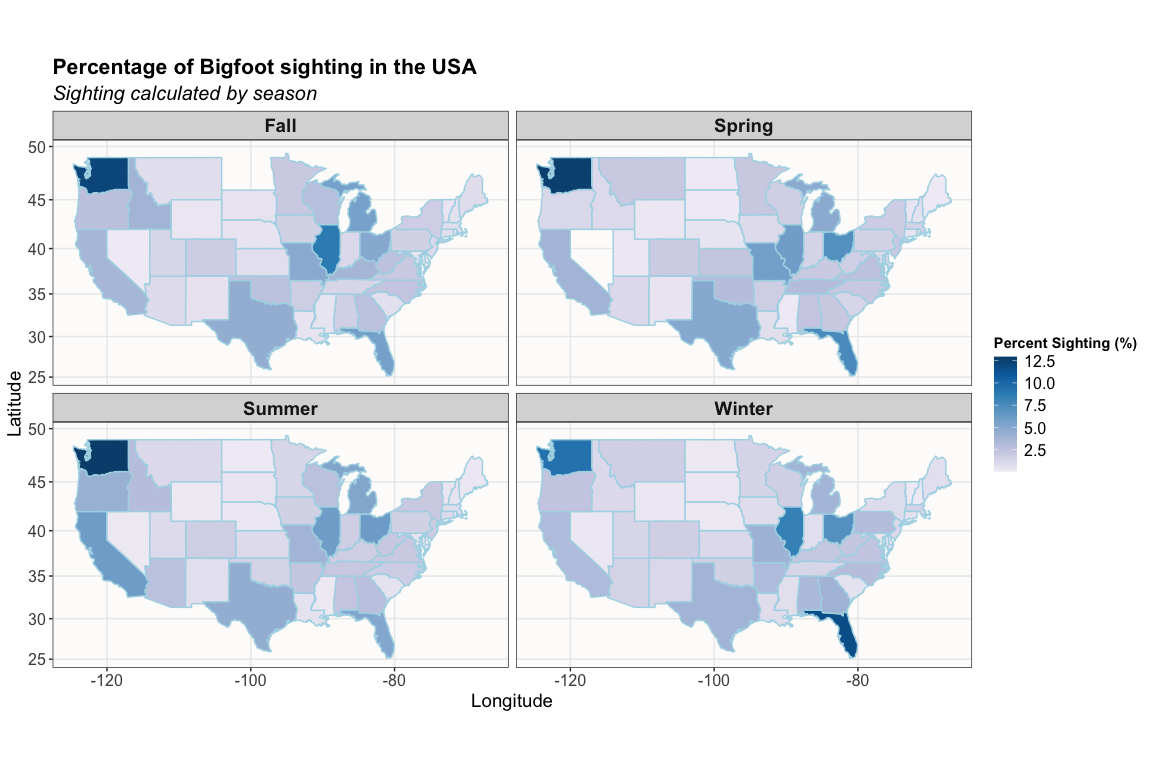 Percentage of Bigfoot sighting in the USA
Sighting calculated by season
Fall
Spring
50
45
40
35
30
25
Summer
Winter
50
45
40
35
30
25
-120
-100
-80
-120
-100
-80
Longitude
Latitude
Percent Sighting (%)
12.5
10.0
7.5
5.0
2.5